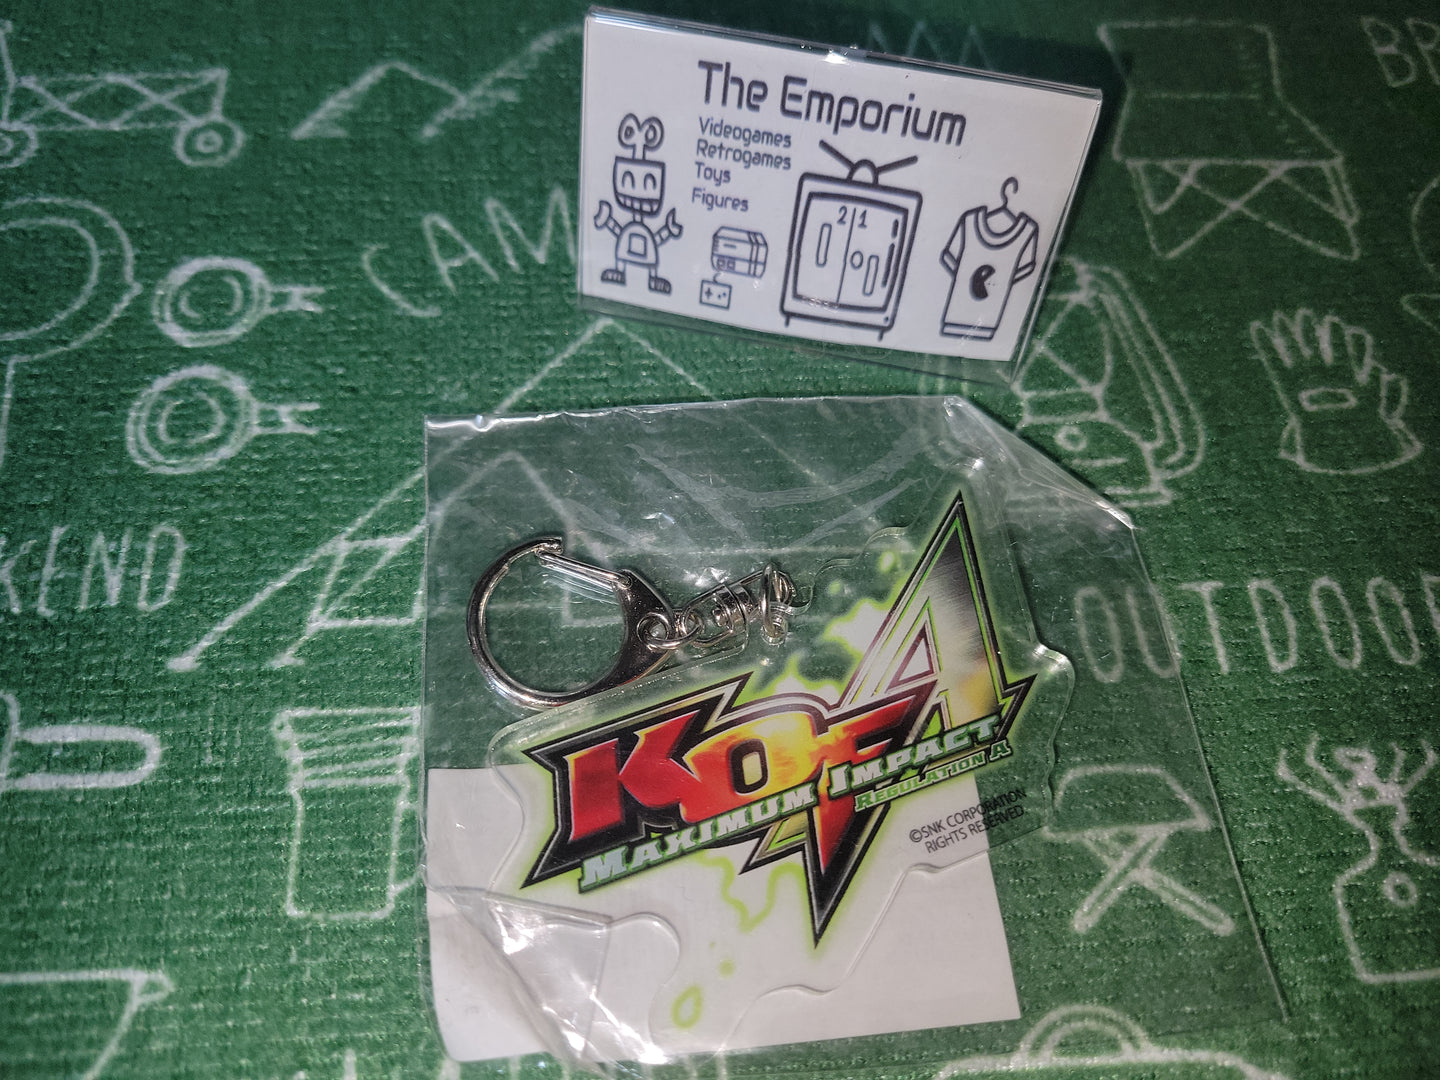 The Emporium
Videogames
Retrogames
Toys
Figures
2 1
BR
CAM
KEND
OUTDOOR
KOF
MAXIMUM IMPACT
REGULATION A
©SNK CORPORATION
RIGHTS RESERVED.